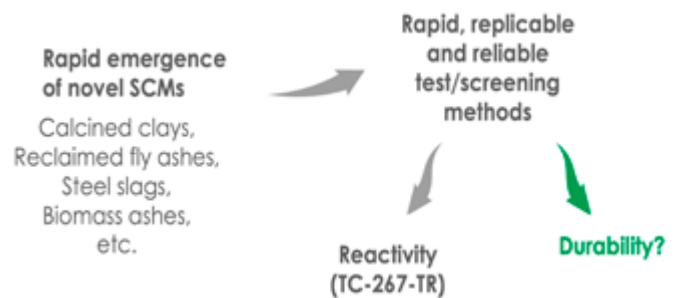 Rapid emergence
of novel SCMs
Calcined clays,
Reclaimed fly ashes,
Steel slags,
Biomass ashes,
etc.
Rapid, replicable
and reliable
test/screening
methods
Reactivity
(TC-267-TR)
Durability?